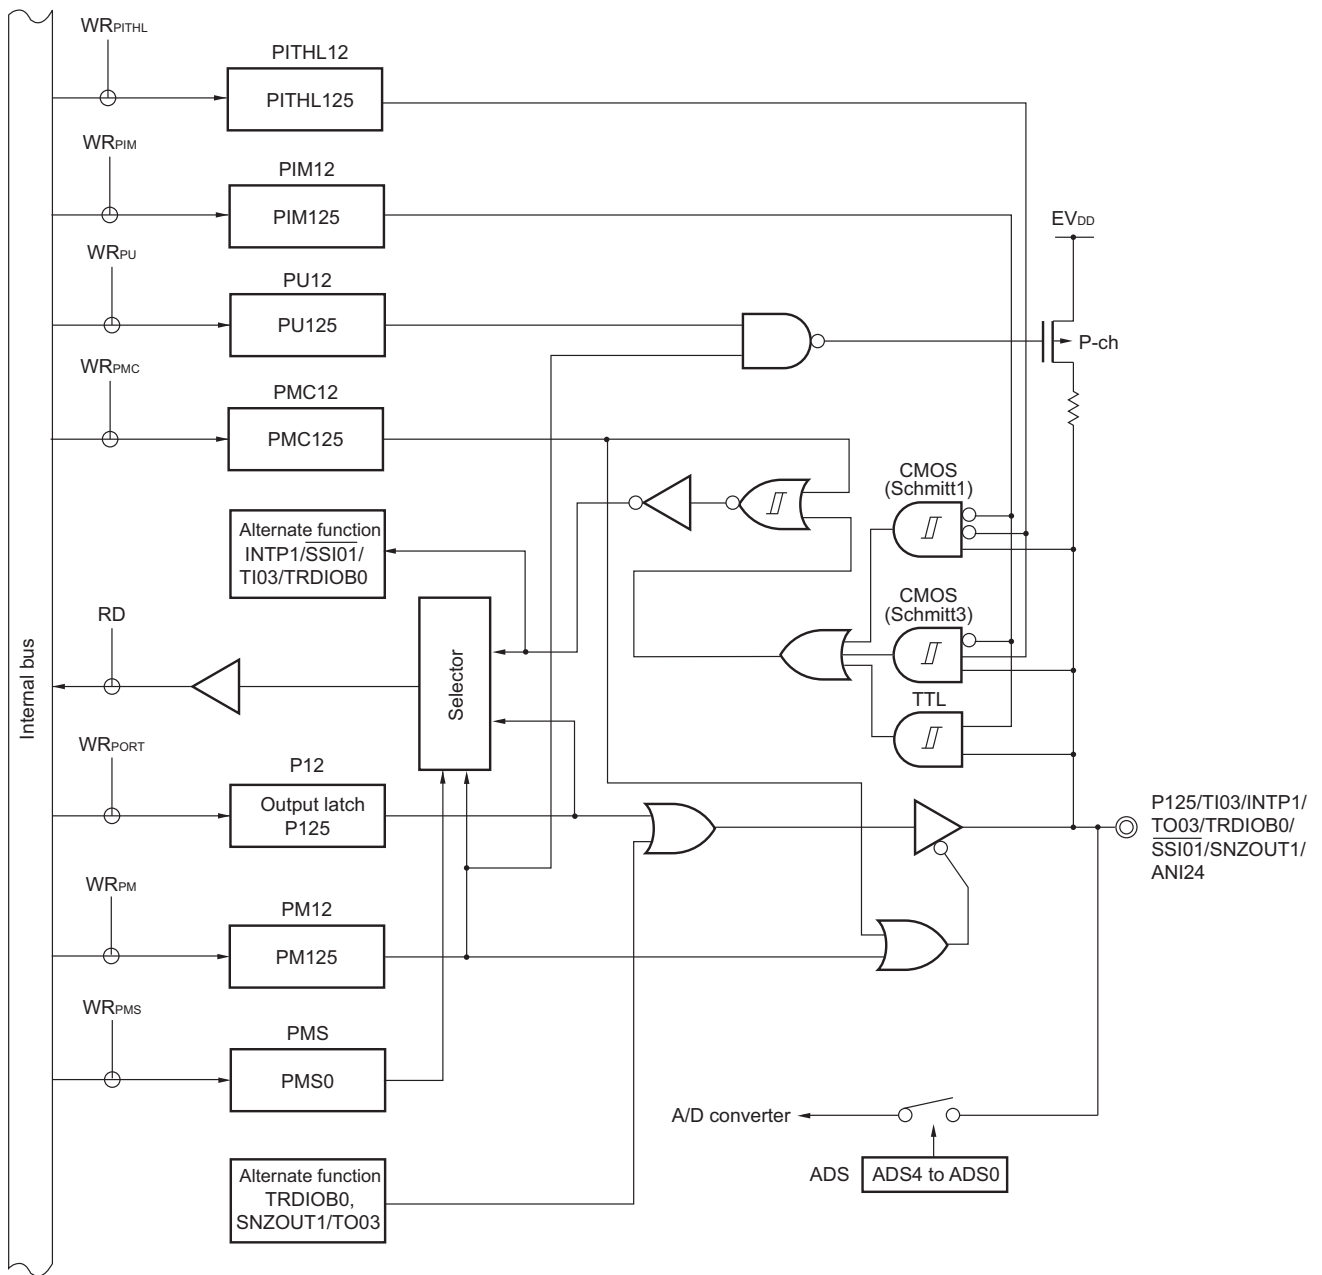 WRPITHL
PITHL12
PITHL125
WRPIM
PIM12
PIM125
WRPU
PU12
PU125
WRPMC
PMC12
PMC125
EVDD
P-ch
CMOS
(Schmitt1)
CMOS
(Schmitt3)
TTL
Alternate function
INTP1/SSI01/
TI03/TRDIOB0
RD
Internal bus
Selector
WRPORT
P12
Output latch
P125
P125/TI03/INTP1/
TO03/TRDIOB0/
SSI01/SNZOUT1/
ANI24
WRPM
PM12
PM125
WRPMS
PMS
PMS0
A/D converter
ADS
ADS4 to ADS0
Alternate function
TRDIOB0,
SNZOUT1/TO03